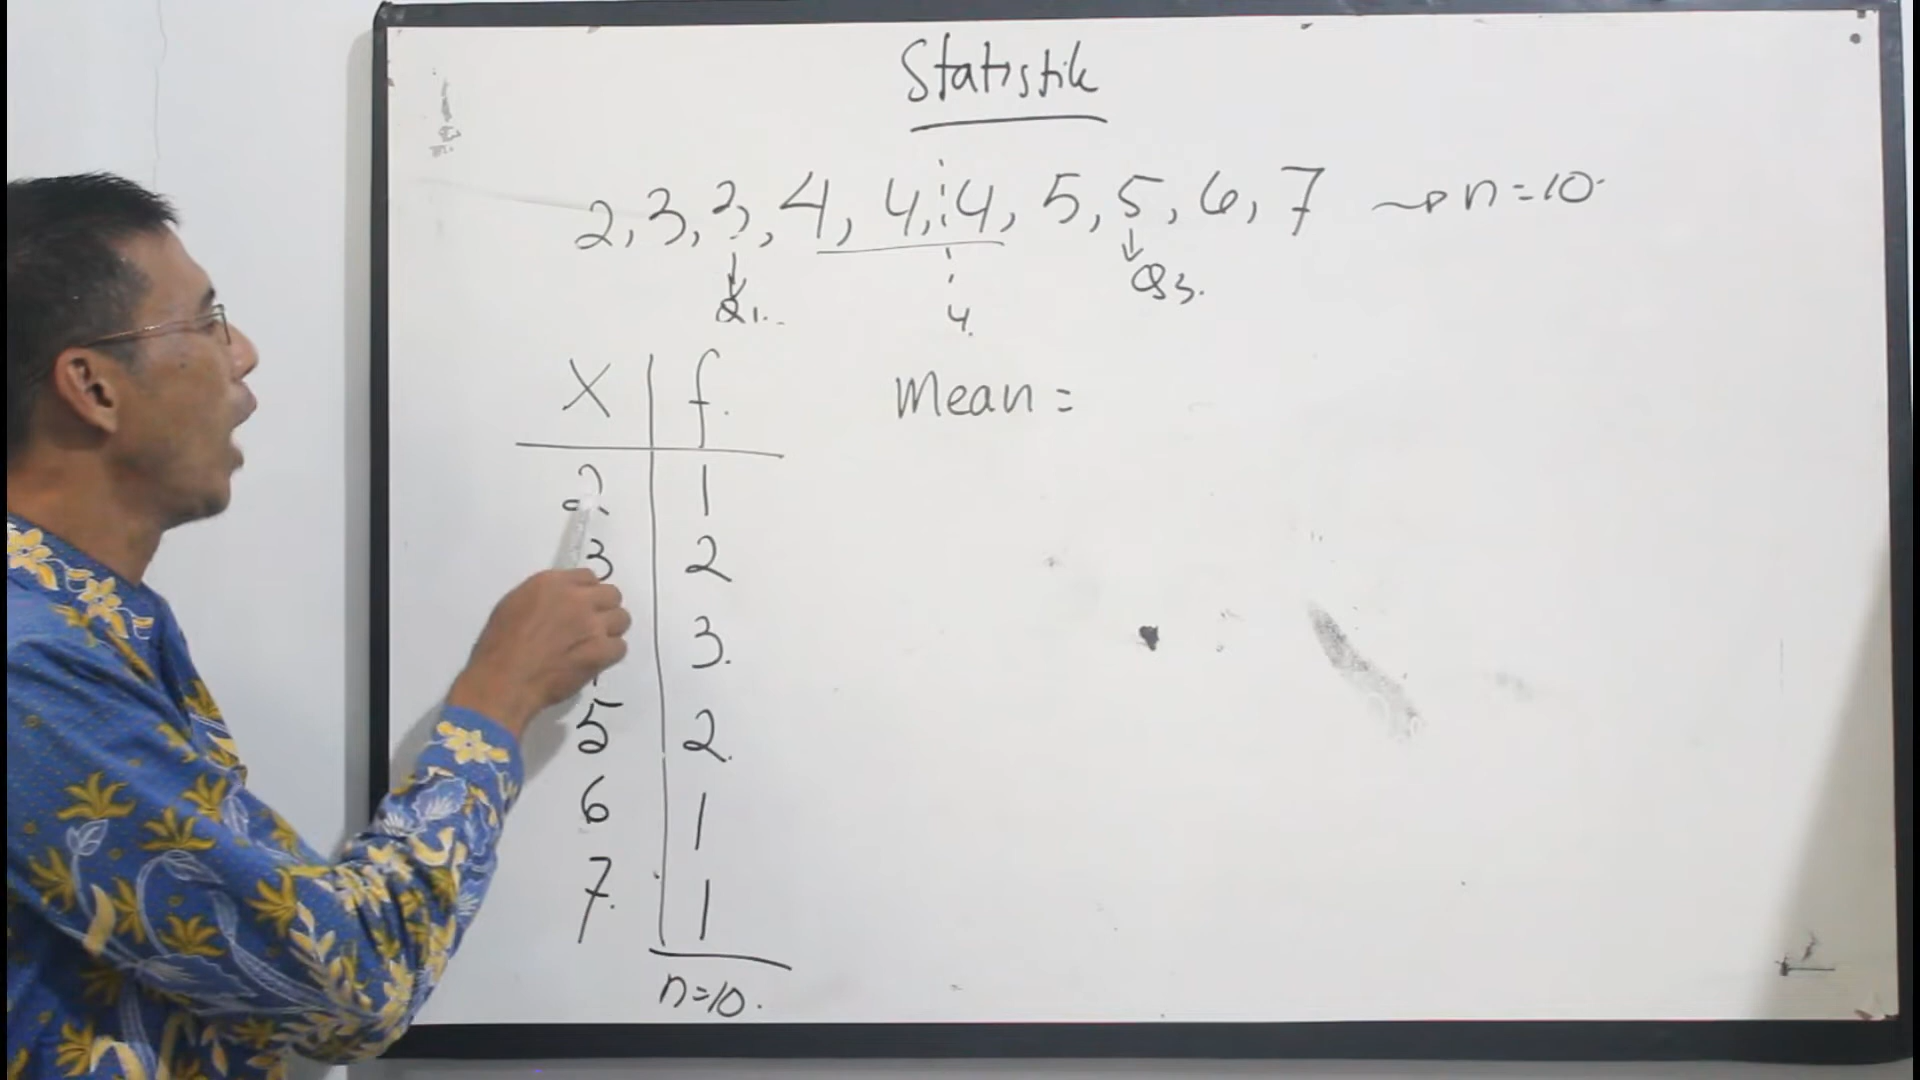 Statistik
2, 3, 3, 4, 4, 4, 5, 5, 6, 7 → n=10
Q1. 4. Q3.
X f.
Mean =
2 1
3 2
3.
5 2.
6 1
7. 1
n=10.